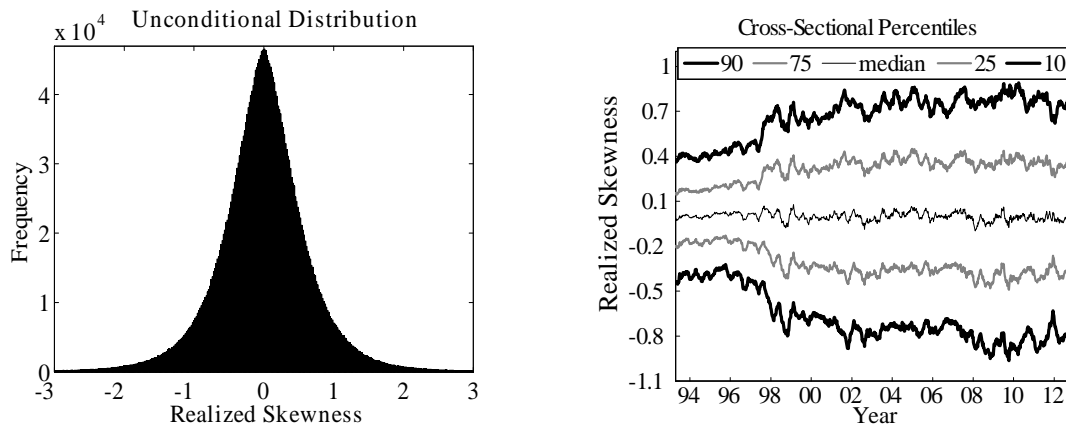 x 10^4
Unconditional Distribution
4
3
2
1
0
Frequency
-3 -2 -1 0 1 2 3
Realized Skewness
Cross-Sectional Percentiles
90 75 median 25 10
1
0.7
0.4
0.1
-0.2
-0.5
-0.8
-1.1
Realized Skewness
94 96 98 00 02 04 06 08 10 12
Year